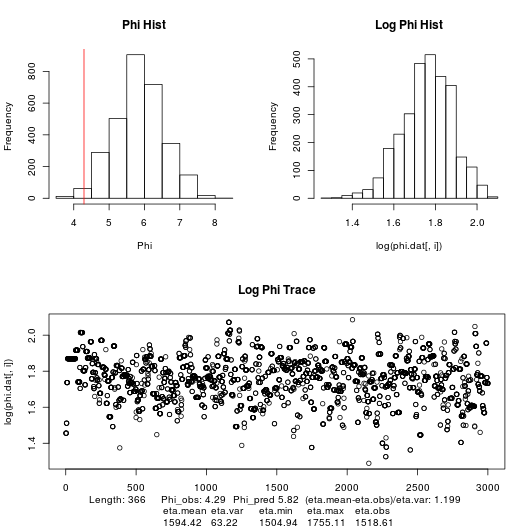 Phi Hist
Log Phi Hist
Frequency
0 200 400 600 800
4 5 6 7 8
Phi
Frequency
0 100 200 300 400 500
1.4 1.6 1.8 2.0
log(phi.dat[, i])
Log Phi Trace
log(phi.dat[, i])
1.4 1.6 1.8 2.0
0 500 1000 1500 2000 2500 3000
Length: 366 Phi_obs: 4.29 Phi_pred 5.82 (eta.mean-eta.obs)/eta.var: 1.199
eta.mean eta.var eta.min eta.max eta.obs
1594.42 63.22 1504.94 1755.11 1518.61